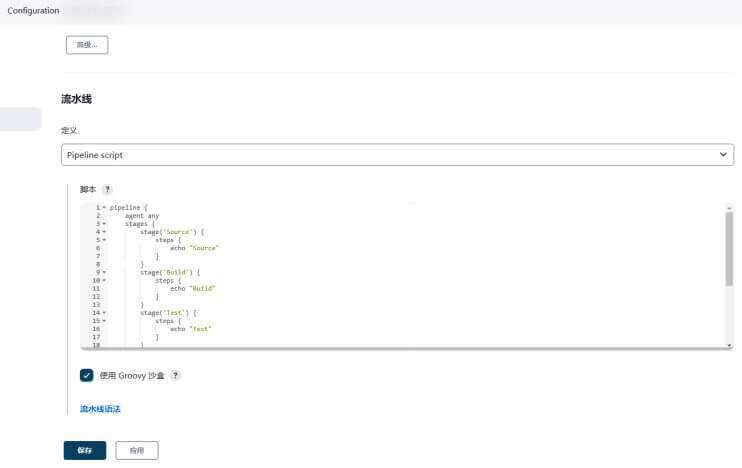 Configuration
高级...
流水线
定义
Pipeline script
脚本 ?
1 pipeline {
2     agent any
3     stages {
4         stage('Source') {
5             steps {
6                 echo "Source"
7             }
8         }
9         stage('Build') {
10             steps {
11                 echo "Build"
12             }
13         }
14         stage('Test') {
15             steps {
16                 echo "Test"
17             }
18         }
使用 Groovy 沙盒 ?
流水线语法
保存 应用